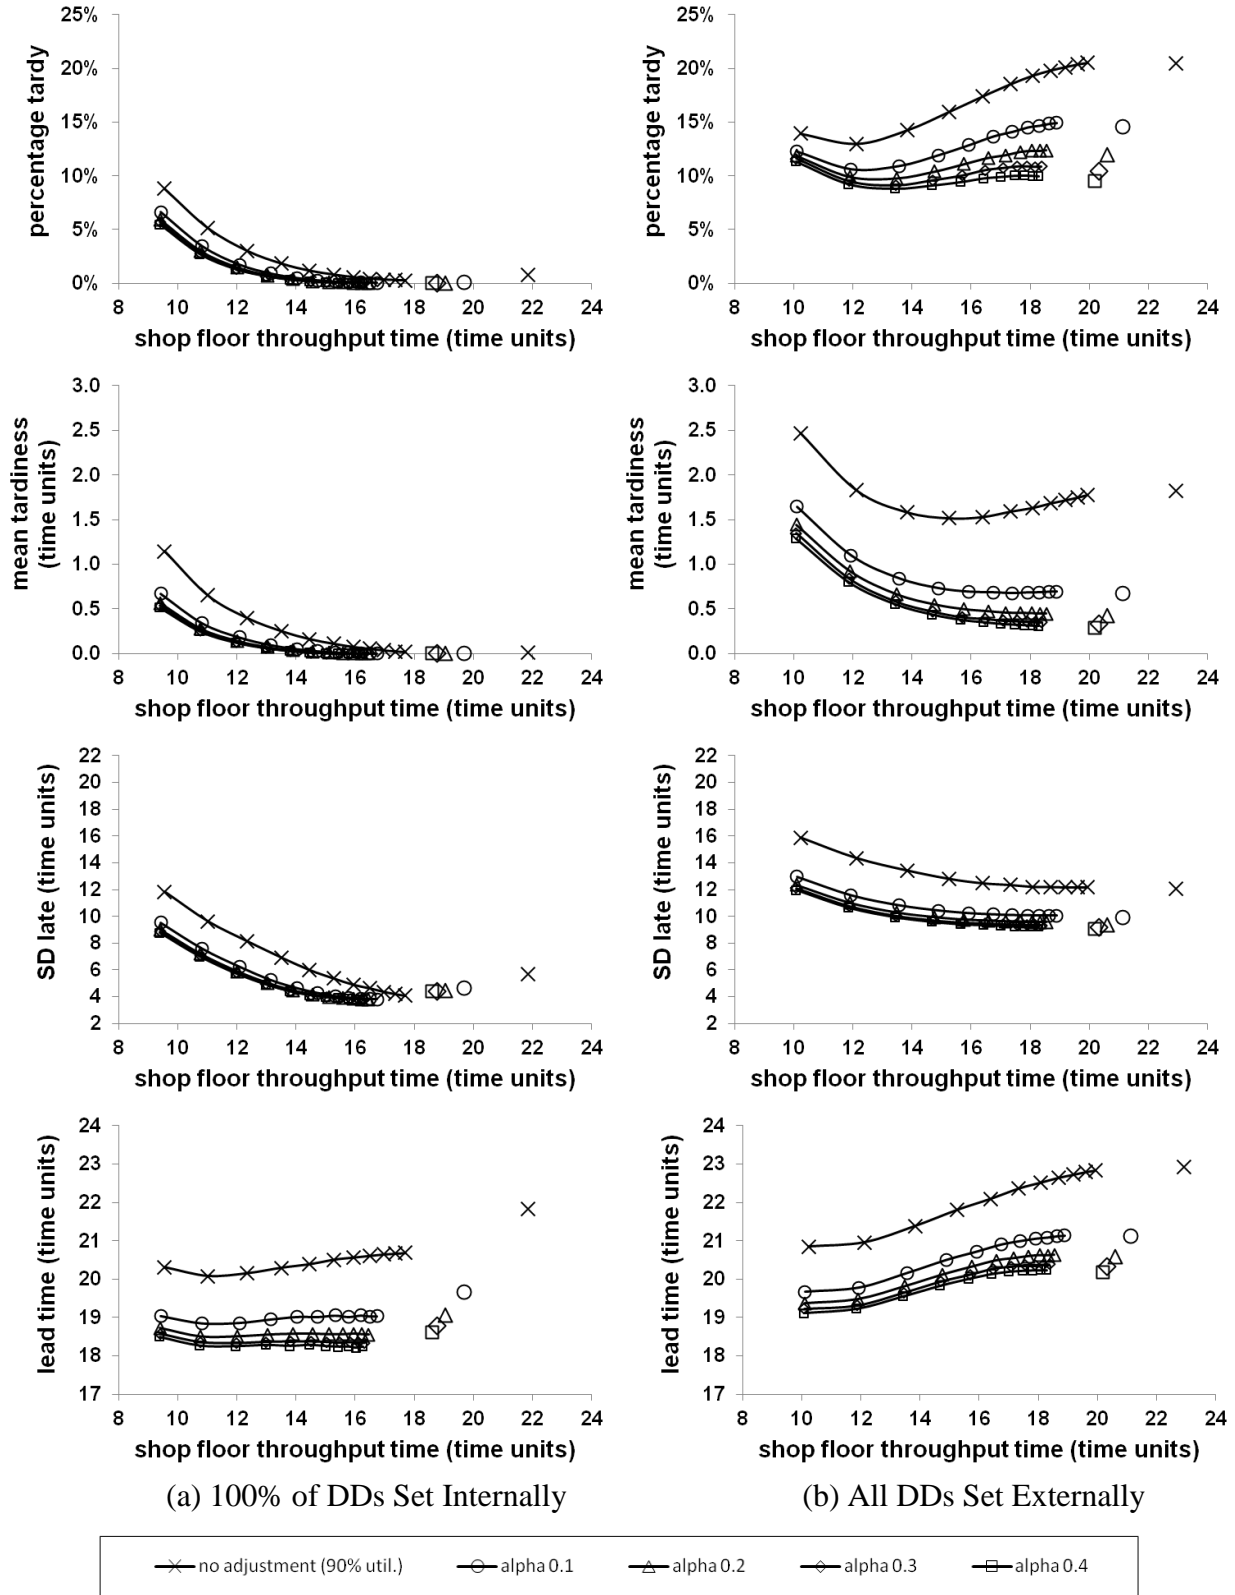 25%
20%
15%
10%
5%
0%
percentage tardy
8 10 12 14 16 18 20 22 24
shop floor throughput time (time units)
25%
20%
15%
10%
5%
0%
percentage tardy
8 10 12 14 16 18 20 22 24
shop floor throughput time (time units)
3.0
2.5
2.0
1.5
1.0
0.5
0.0
mean tardiness
(time units)
8 10 12 14 16 18 20 22 24
shop floor throughput time (time units)
3.0
2.5
2.0
1.5
1.0
0.5
0.0
mean tardiness
(time units)
8 10 12 14 16 18 20 22 24
shop floor throughput time (time units)
22
20
18
16
14
12
10
8
6
4
2
SD late (time units)
8 10 12 14 16 18 20 22 24
shop floor throughput time (time units)
22
20
18
16
14
12
10
8
6
4
2
SD late (time units)
8 10 12 14 16 18 20 22 24
shop floor throughput time (time units)
24
23
22
21
20
19
18
17
lead time (time units)
8 10 12 14 16 18 20 22 24
shop floor throughput time (time units)
24
23
22
21
20
19
18
17
lead time (time units)
8 10 12 14 16 18 20 22 24
shop floor throughput time (time units)
(a) 100% of DDs Set Internally
(b) All DDs Set Externally
no adjustment (90% util.) alpha 0.1 alpha 0.2 alpha 0.3 alpha 0.4